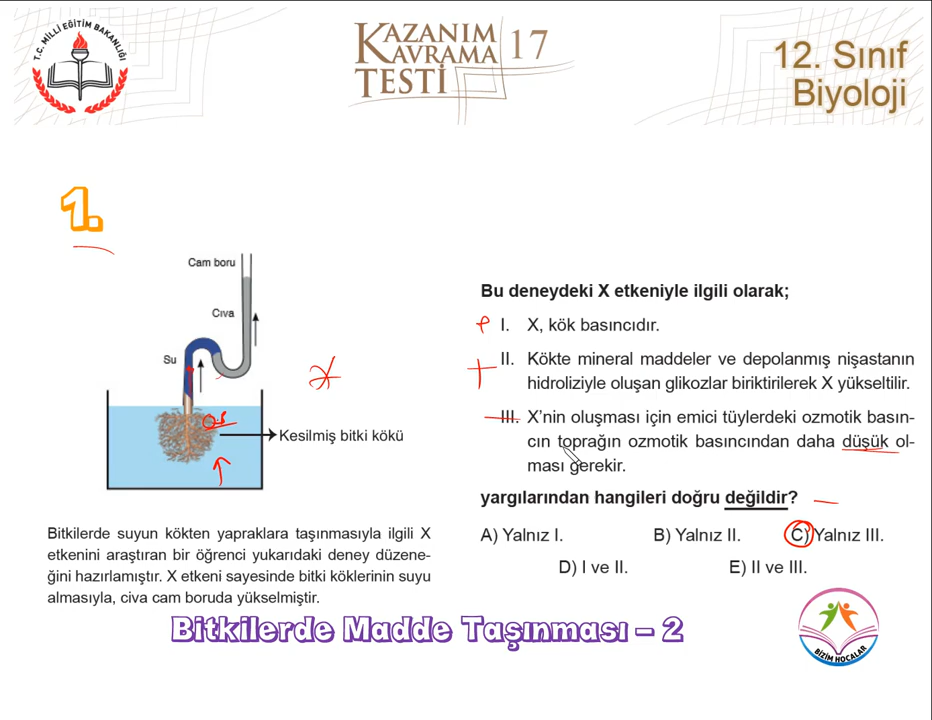 T.C. MİLLÎ EĞİTİM BAKANLIĞI
KAZANIM
KAVRAMA
TESTİ
17
12. Sınıf
Biyoloji
1.
Cam boru
Cıva
Su
Kesilmiş bitki kökü
Bitkilerde suyun kökten yapraklara taşınmasıyla ilgili X
etkenini araştıran bir öğrenci yukarıdaki deney düzene-
ğini hazırlamıştır. X etkeni sayesinde bitki köklerinin suyu
almasıyla, civa cam boruda yükselmiştir.
Bu deneydeki X etkeniyle ilgili olarak;
I. X, kök basıncıdır.
II. Kökte mineral maddeler ve depolanmış nişastanın
hidroliziyle oluşan glikozlar biriktirilerek X yükseltilir.
III. X'nin oluşması için emici tüylerdeki ozmotik basın-
cın toprağın ozmotik basıncından daha düşük ol-
ması gerekir.
yargılarından hangileri doğru değildir?
A) Yalnız I. B) Yalnız II. C) Yalnız III.
D) I ve II. E) II ve III.
Bitkilerde Madde Taşınması - 2
BİZİM HOCALAR